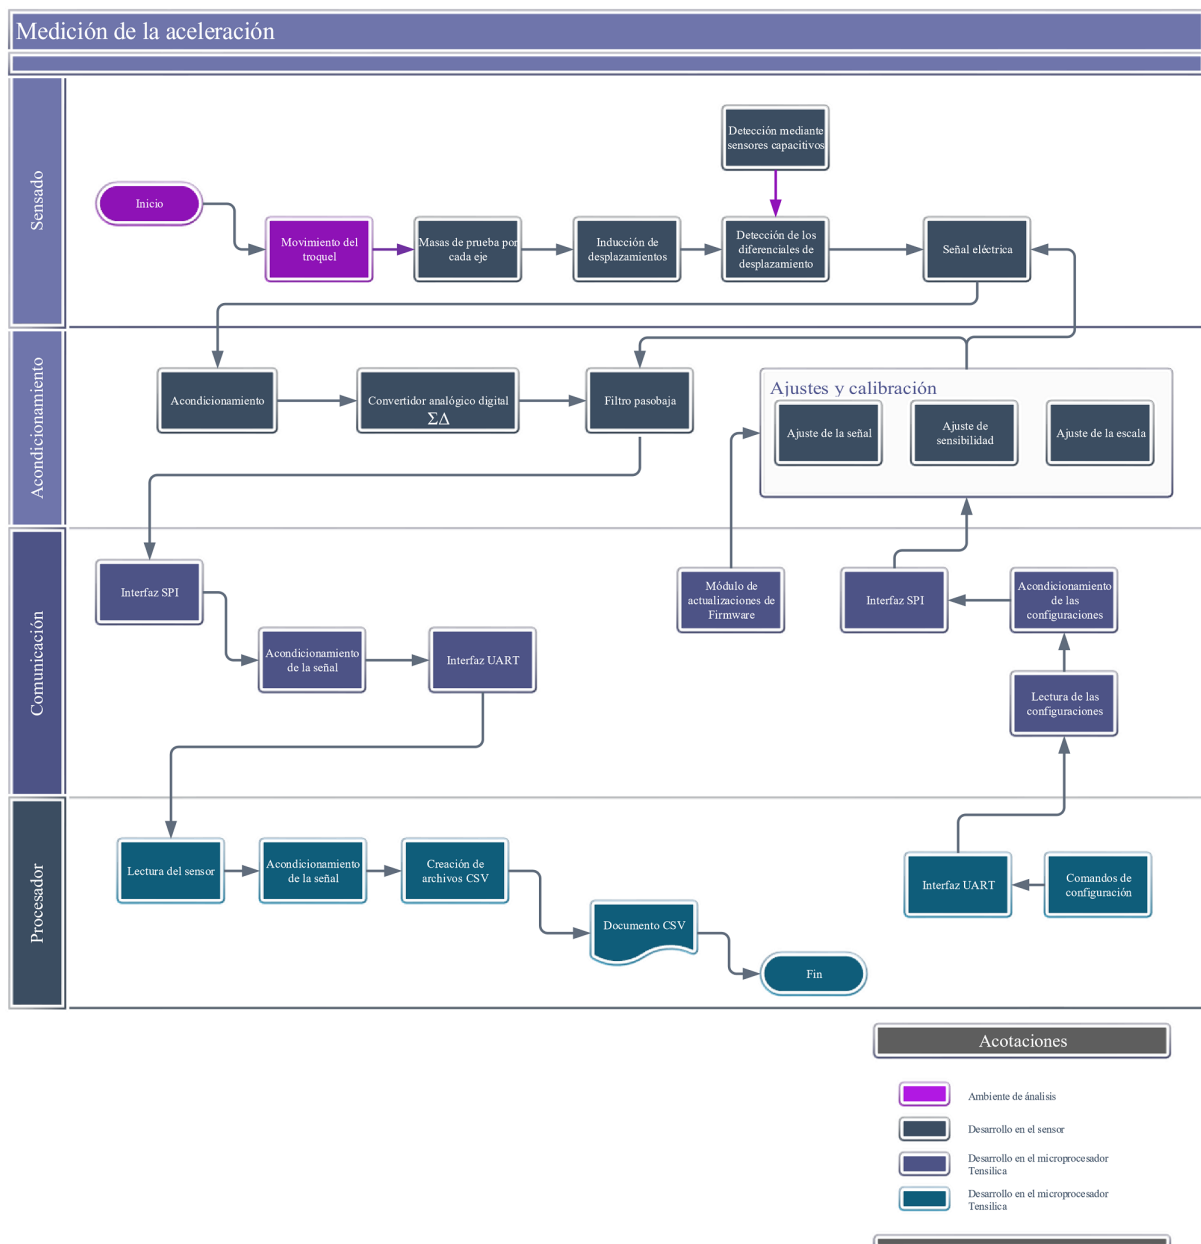 Medición de la aceleración
Sensado
Detección mediante
sensores capacitivos
Inicio
Movimiento del
troquel
Masas de prueba por
cada eje
Inducción de
desplazamientos
Detección de los
diferenciales de
desplazamiento
Señal eléctrica
Acondicionamiento
Acondicionamiento
Convertidor analógico digital
ΣΔ
Filtro pasobaja
Ajustes y calibración
Ajuste de la señal
Ajuste de
sensibilidad
Ajuste de la escala
Comunicación
Interfaz SPI
Acondicionamiento
de la señal
Interfaz UART
Módulo de
actualizaciones de
Firmware
Interfaz SPI
Acondicionamiento
de las
configuraciones
Lectura de las
configuraciones
Procesador
Lectura del sensor
Acondicionamiento
de la señal
Creación de
archivos CSV
Documento CSV
Fin
Interfaz UART
Comandos de
configuración
Acotaciones
Ambiente de ánalisis
Desarrollo en el sensor
Desarrollo en el microprocesador
Tensilica
Desarrollo en el microprocesador
Tensilica